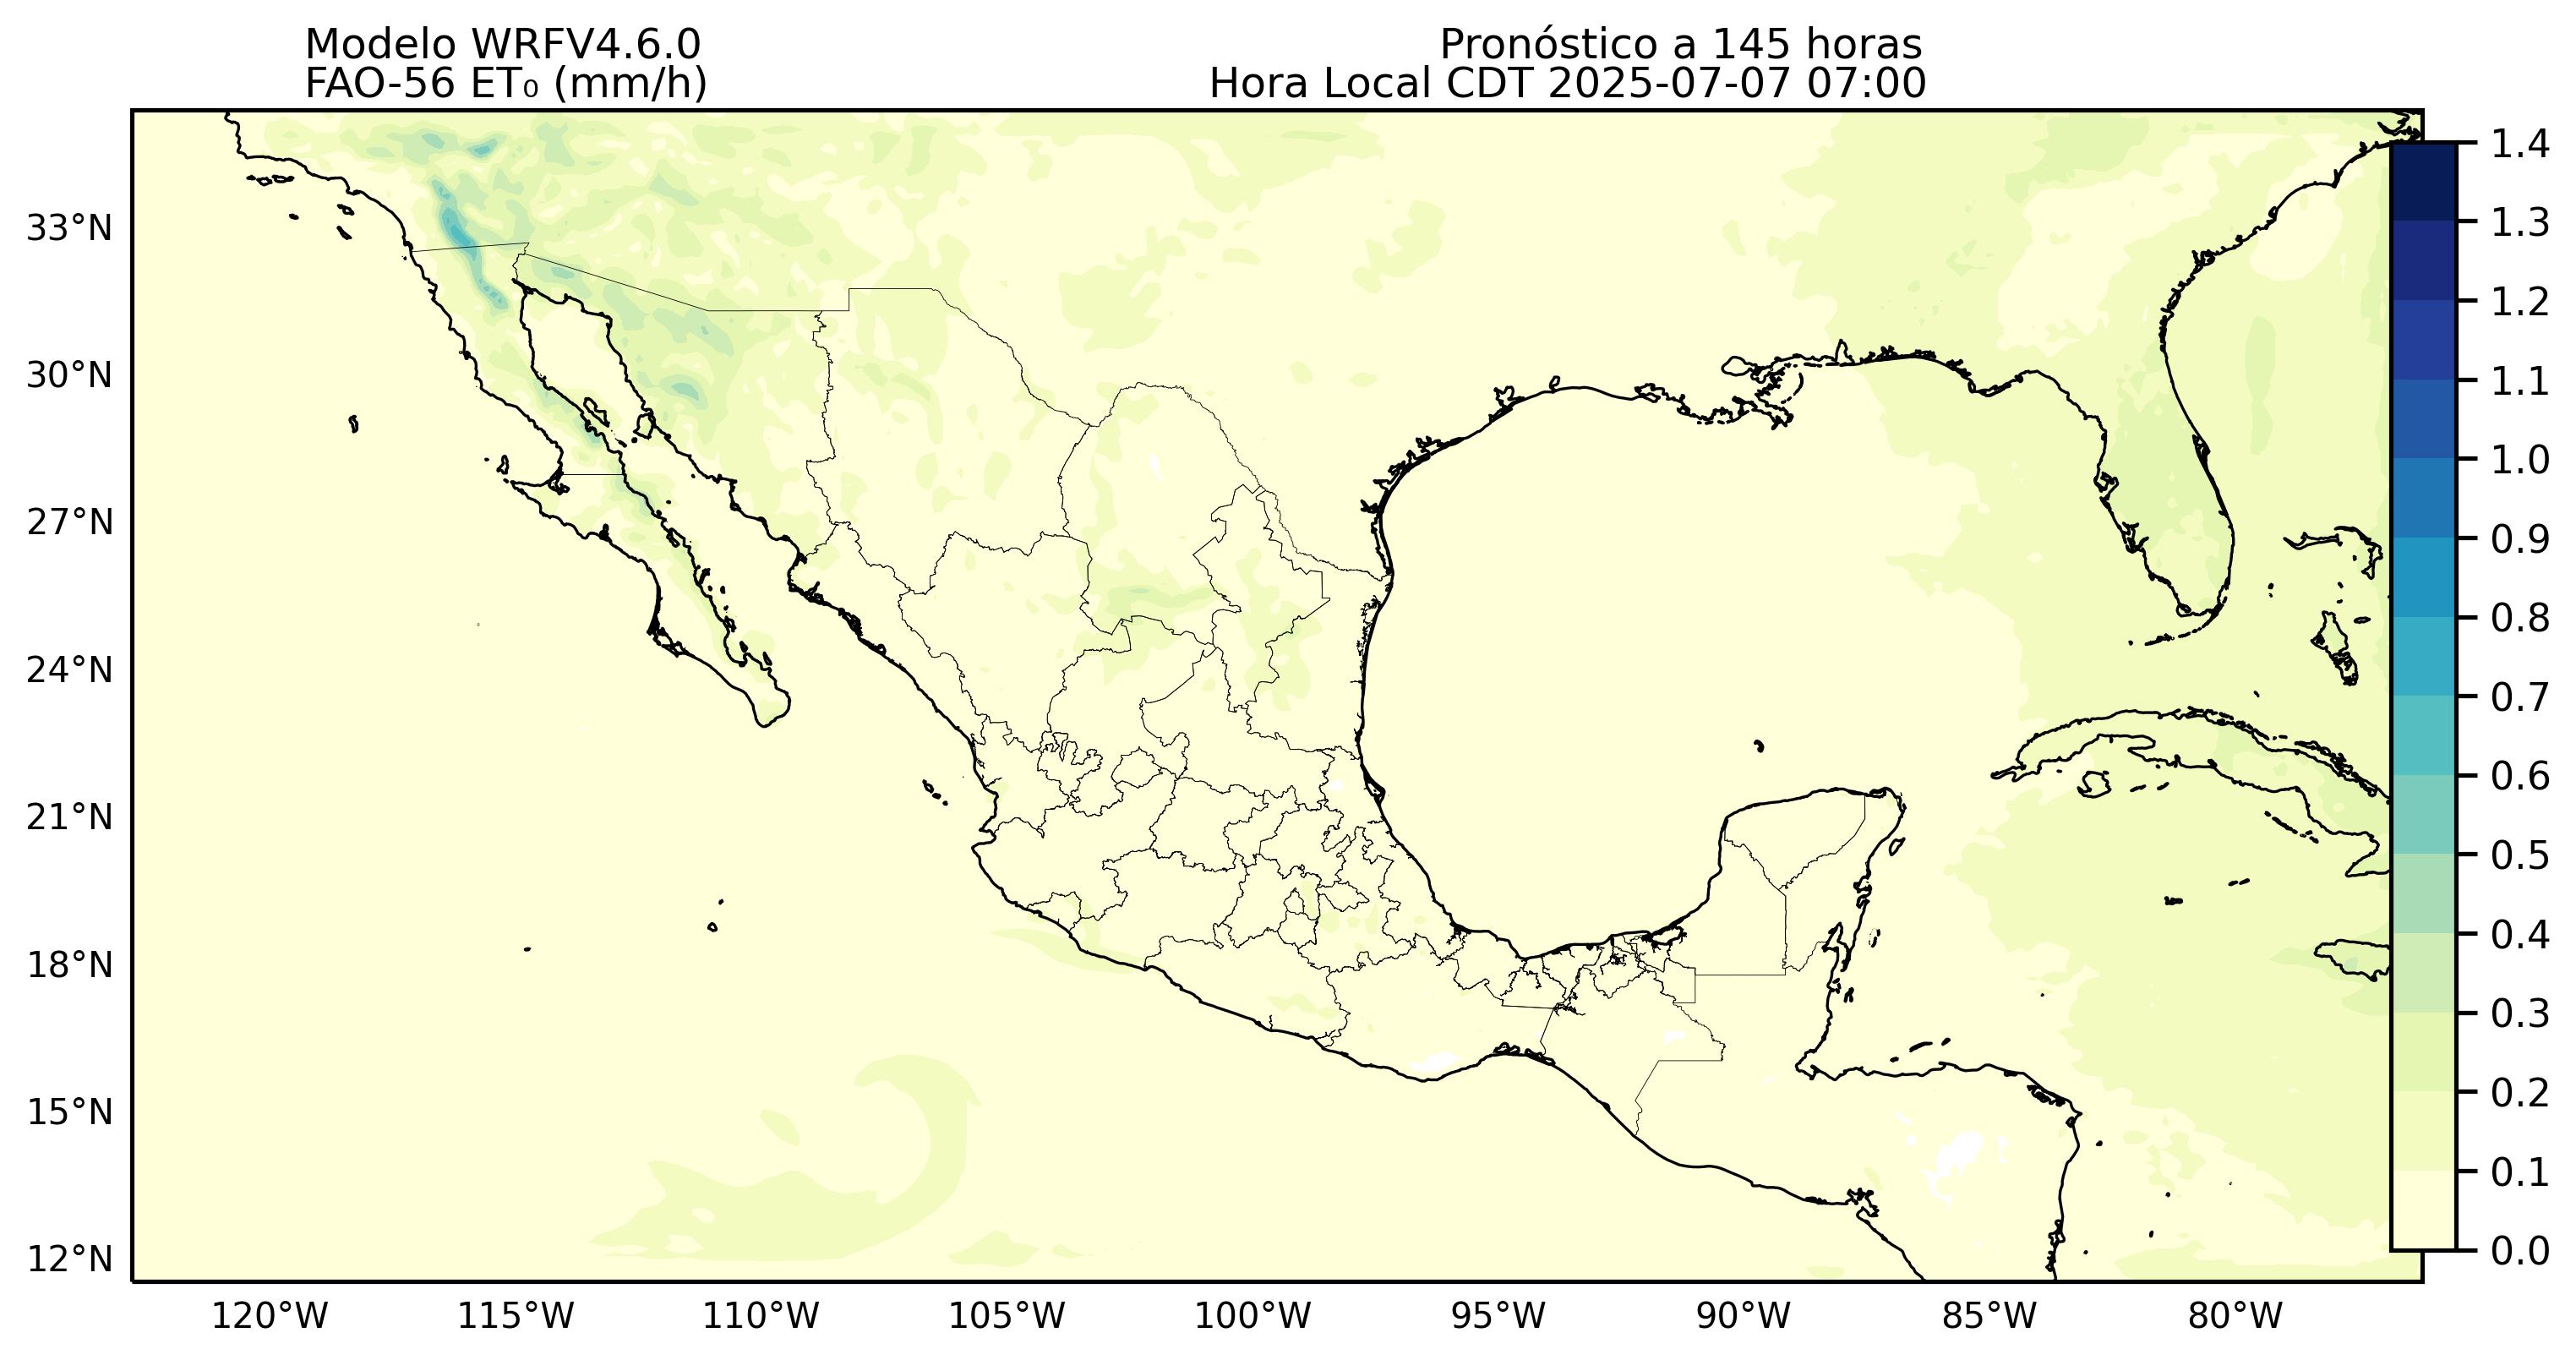 Modelo WRFV4.6.0
FAO-56 ET₀ (mm/h)
Pronóstico a 145 horas
Hora Local CDT 2025-07-07 07:00
33°N
30°N
27°N
24°N
21°N
18°N
15°N
12°N
120°W
115°W
110°W
105°W
100°W
95°W
90°W
85°W
80°W
1.4
1.3
1.2
1.1
1.0
0.9
0.8
0.7
0.6
0.5
0.4
0.3
0.2
0.1
0.0